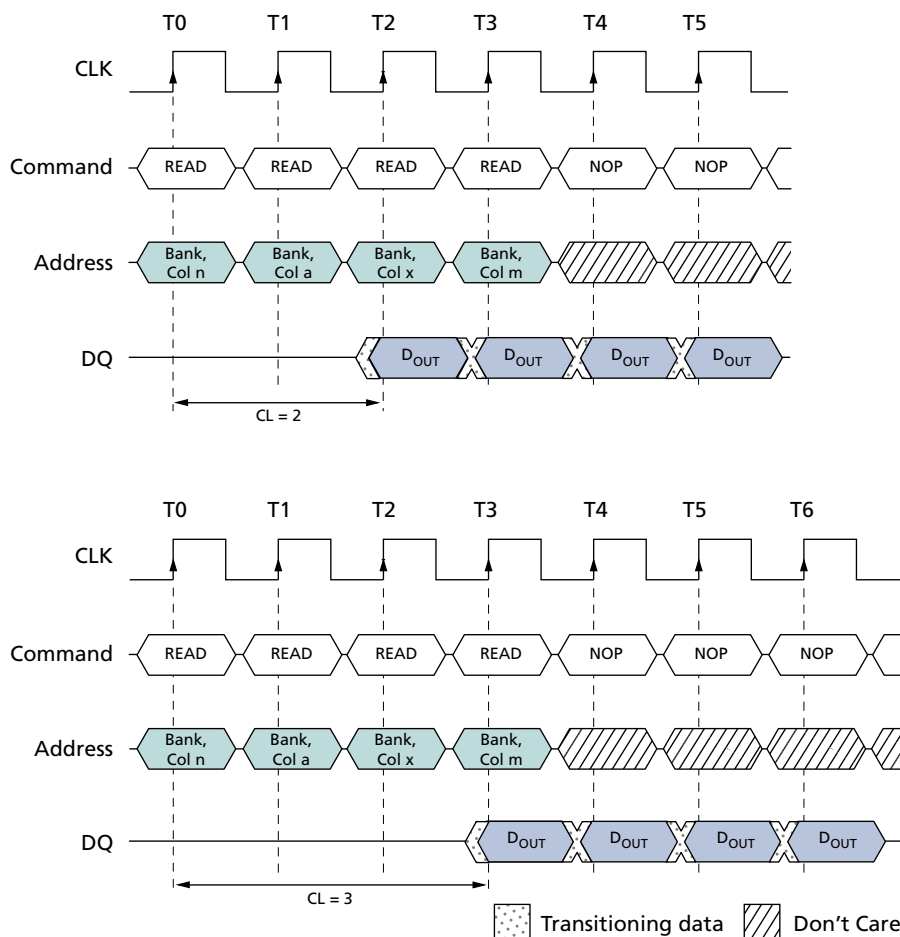 T0 T1 T2 T3 T4 T5
CLK
Command READ READ READ READ NOP NOP
Address Bank, Col n Bank, Col a Bank, Col x Bank, Col m
DQ DOUT DOUT DOUT DOUT
CL = 2
T0 T1 T2 T3 T4 T5 T6
CLK
Command READ READ READ READ NOP NOP NOP
Address Bank, Col n Bank, Col a Bank, Col x Bank, Col m
DQ DOUT DOUT DOUT DOUT
CL = 3
Transitioning data Don't Care